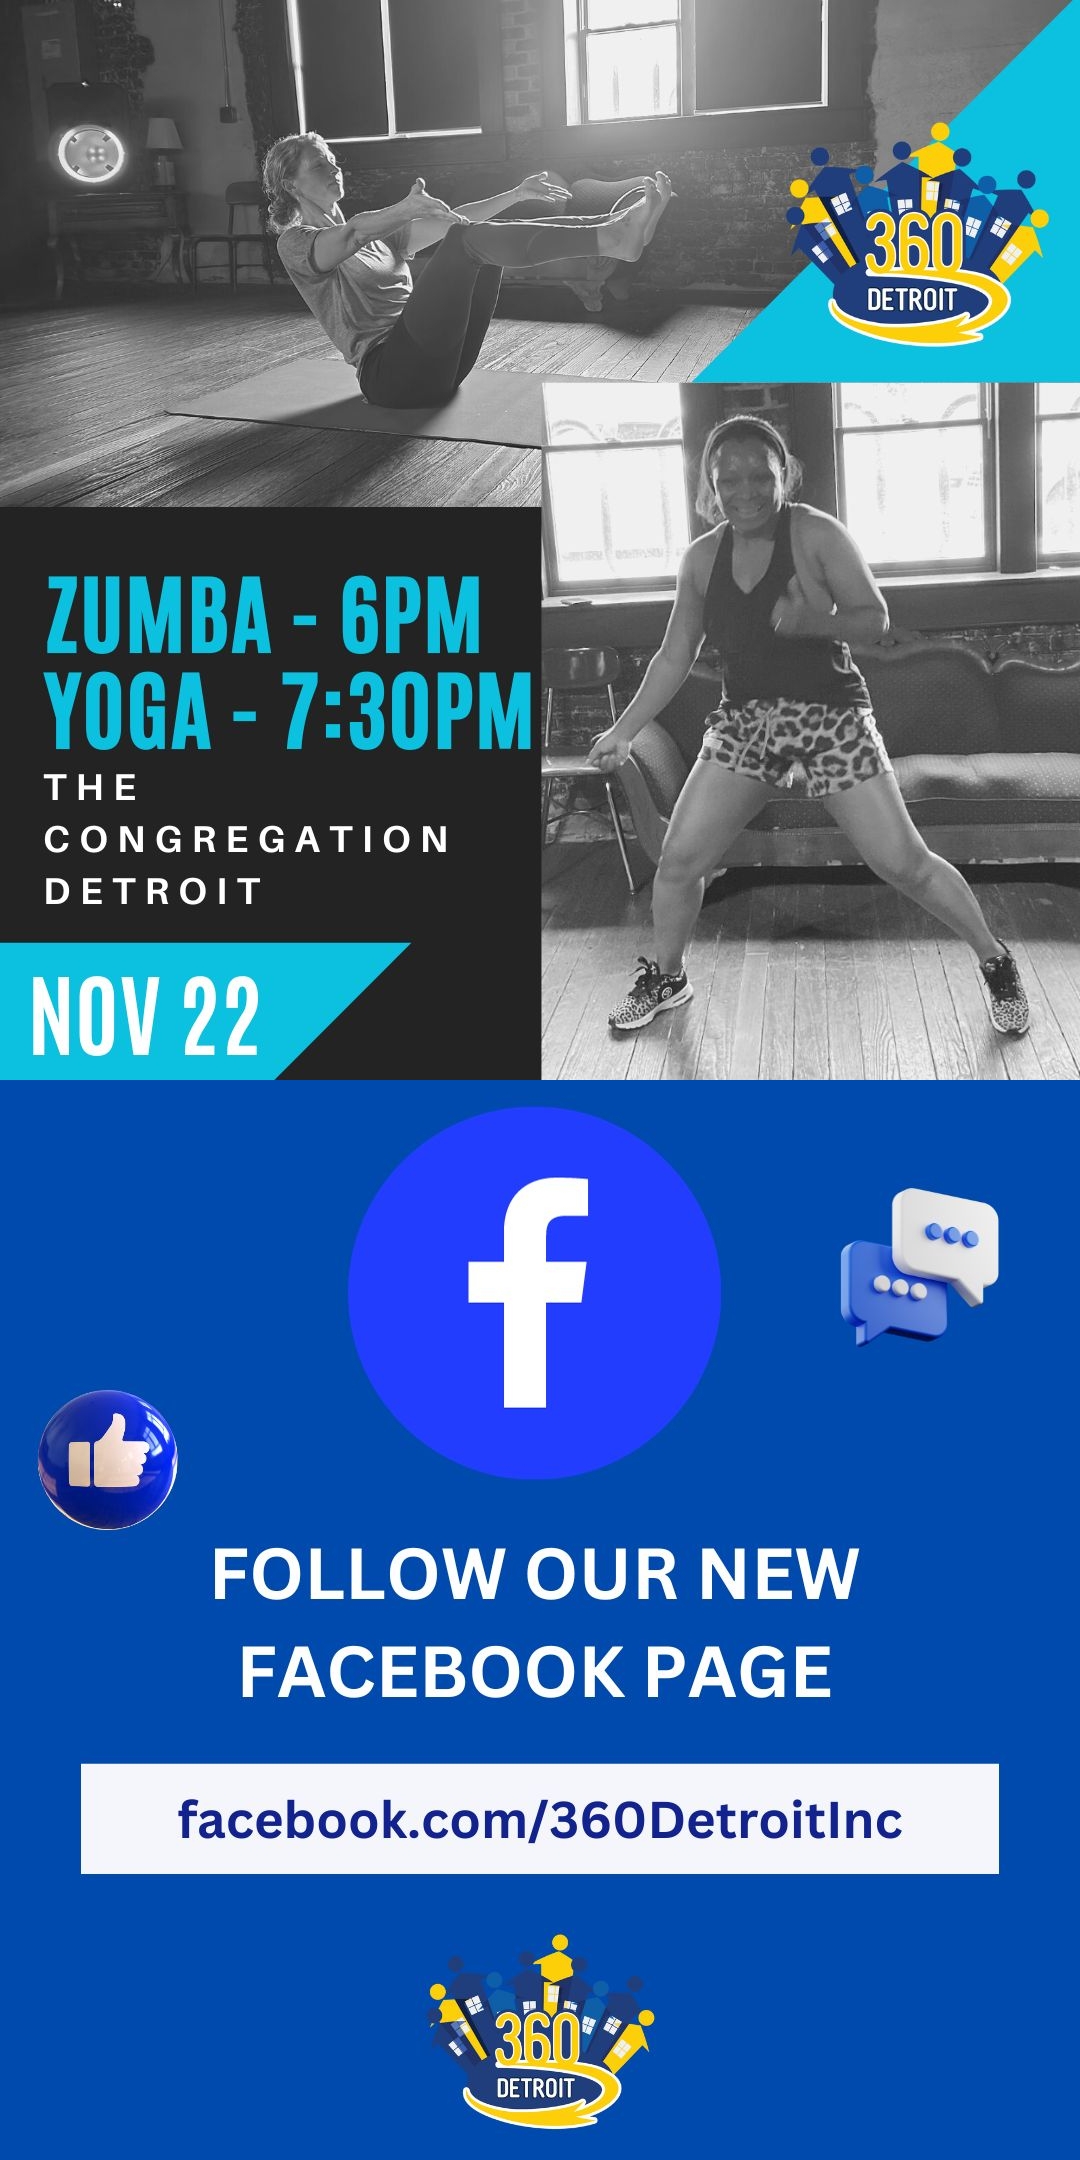 360
DETROIT
ZUMBA - 6PM
YOGA - 7:30PM
THE
CONGREGATION
DETROIT
NOV 22
FOLLOW OUR NEW
FACEBOOK PAGE
facebook.com/360DetroitInc
360
DETROIT